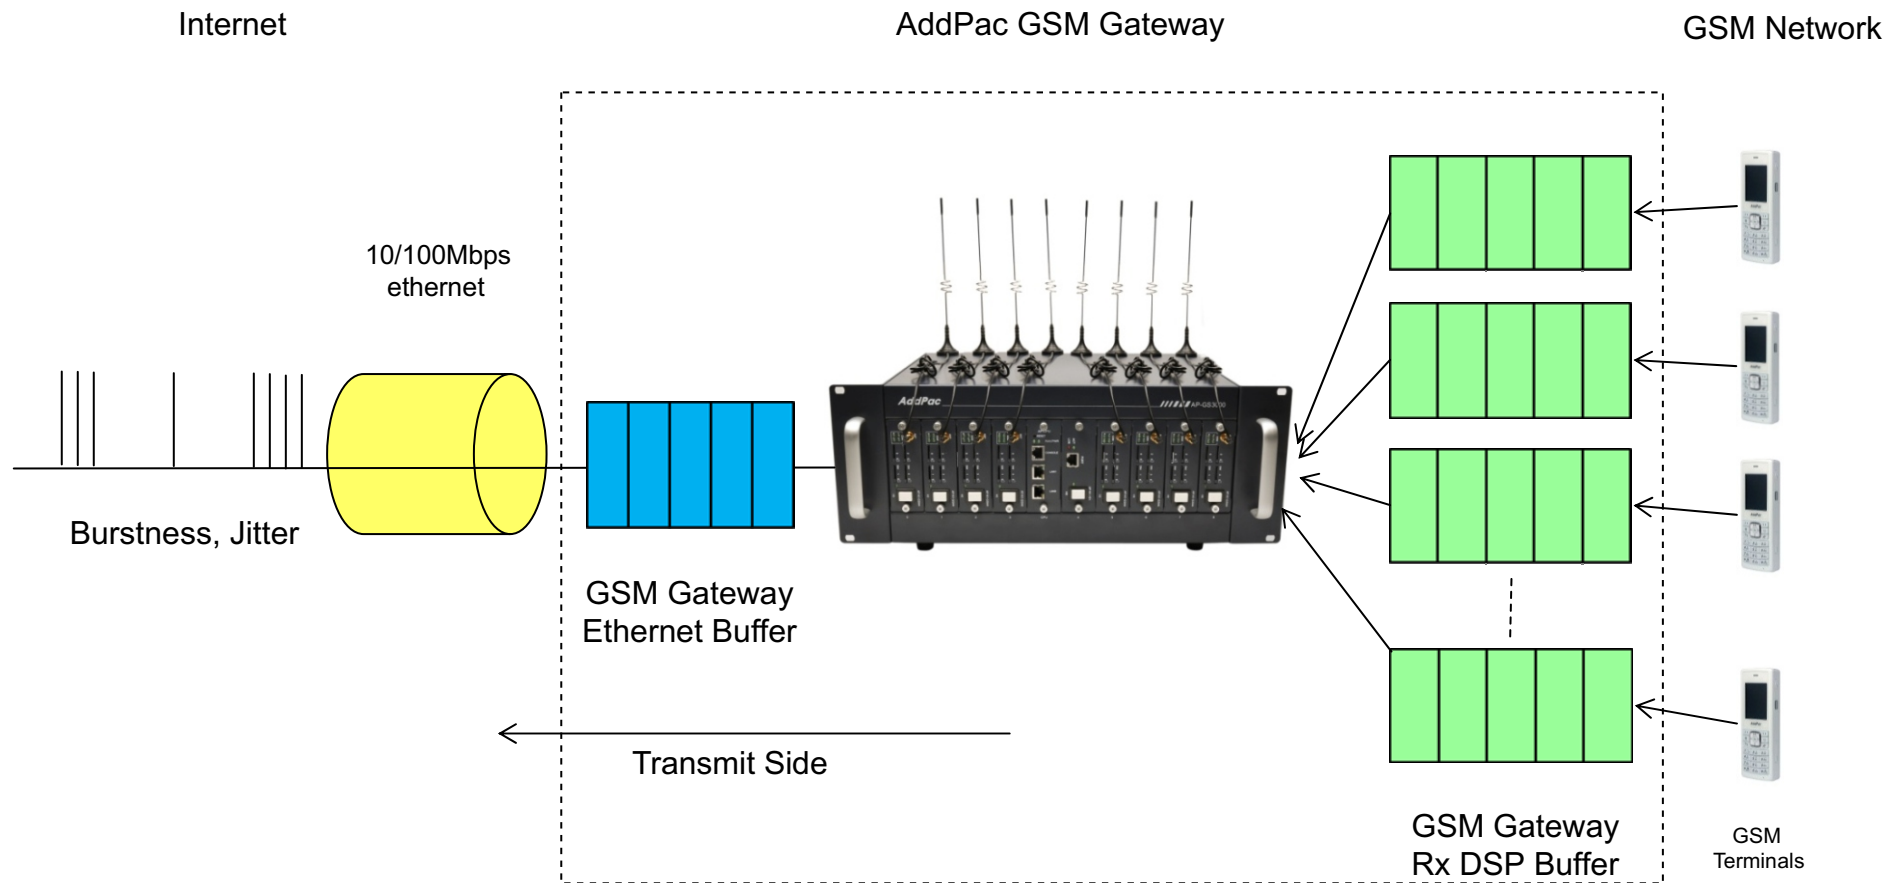 Internet
AddPac GSM Gateway
GSM Network
10/100Mbps
ethernet
AddPac
Burstness, Jitter
GSM Gateway
Ethernet Buffer
Transmit Side
GSM Gateway
Rx DSP Buffer
GSM
Terminals